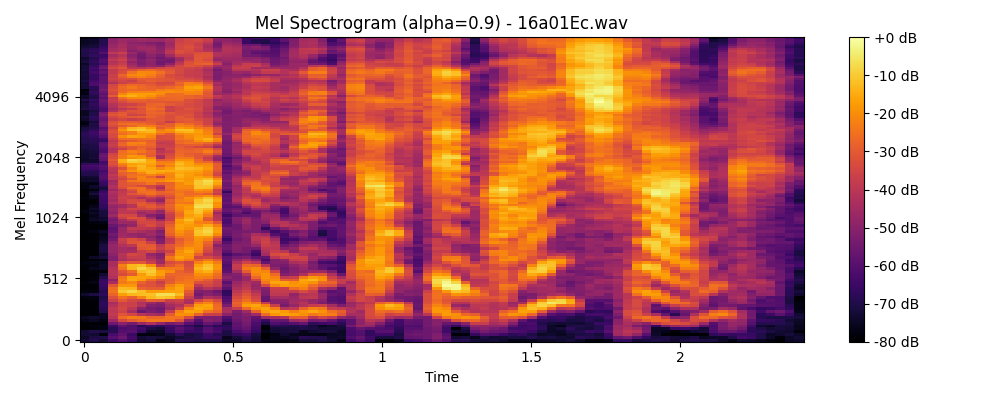 Mel Spectrogram (alpha=0.9) - 16a01Ec.wav
Mel Frequency
4096
2048
1024
512
0
0
0.5
1
1.5
2
Time
+0 dB
-10 dB
-20 dB
-30 dB
-40 dB
-50 dB
-60 dB
-70 dB
-80 dB